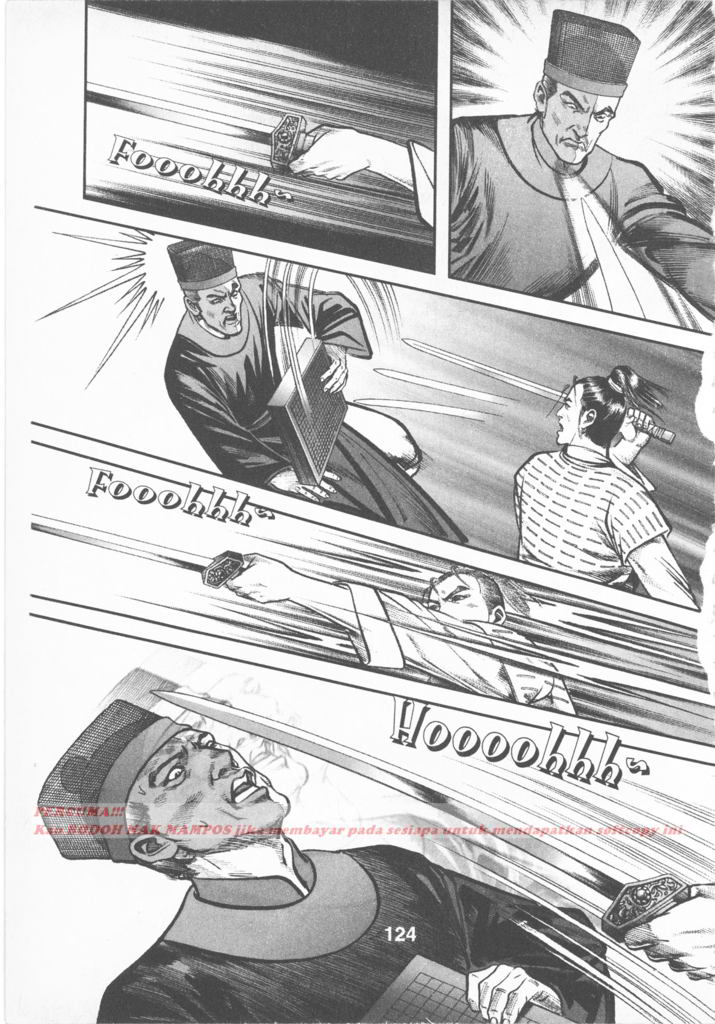 Fooohhh~
Fooohhh~
Hoooohhh~
PERCUMA!!!
Kau BODOH NAK MAMPOS jika membayar pada sesiapa untuk mendapatkan softcopy ini
124